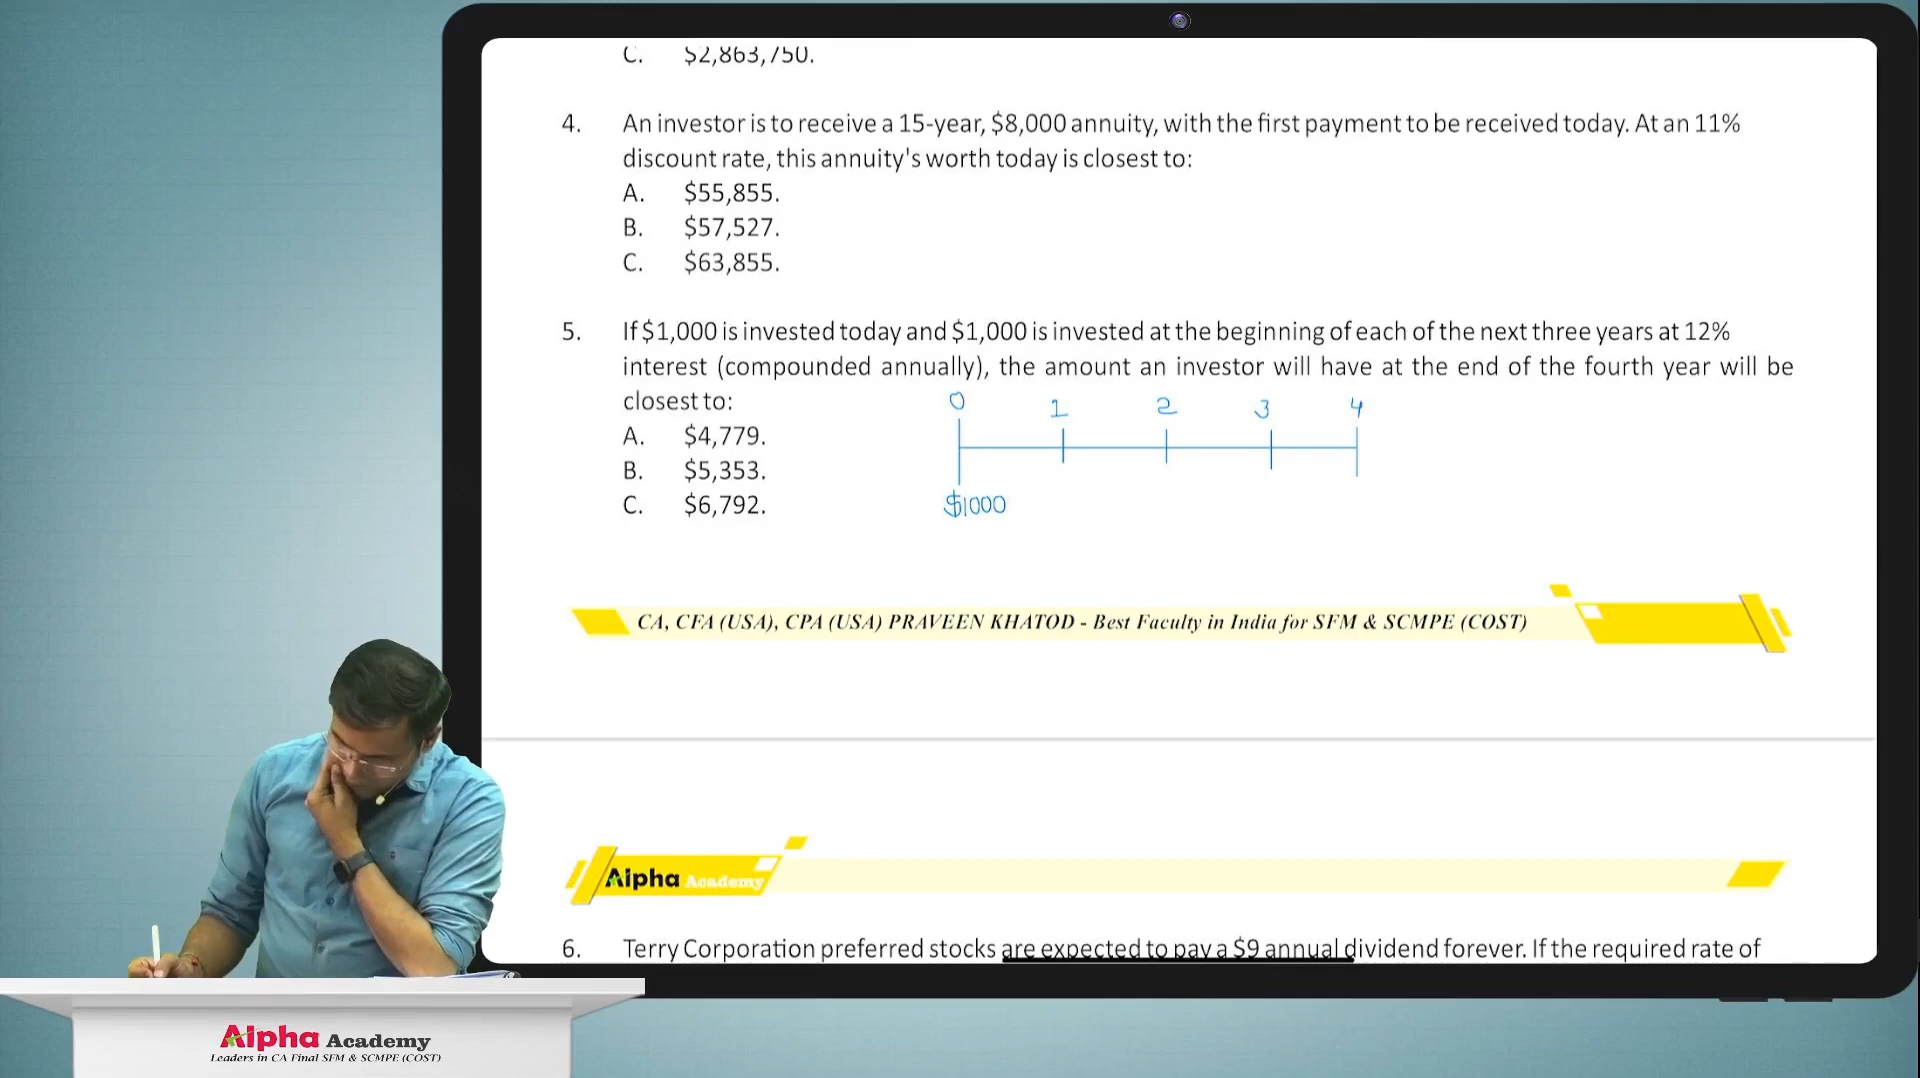 C. $2,863,750.
4. An investor is to receive a 15-year, $8,000 annuity, with the first payment to be received today. At an 11%
discount rate, this annuity's worth today is closest to:
A. $55,855.
B. $57,527.
C. $63,855.
5. If $1,000 is invested today and $1,000 is invested at the beginning of each of the next three years at 12%
interest (compounded annually), the amount an investor will have at the end of the fourth year will be
closest to:
0 1 2 3 4
A. $4,779.
B. $5,353.
C. $6,792.
$1000
CA, CFA (USA), CPA (USA) PRAVEEN KHATOD - Best Faculty in India for SFM & SCMPE (COST)
Alpha Academy
6. Terry Corporation preferred stocks are expected to pay a $9 annual dividend forever. If the required rate of
Alpha Academy
Leaders in CA Final SFM & SCMPE (COST)